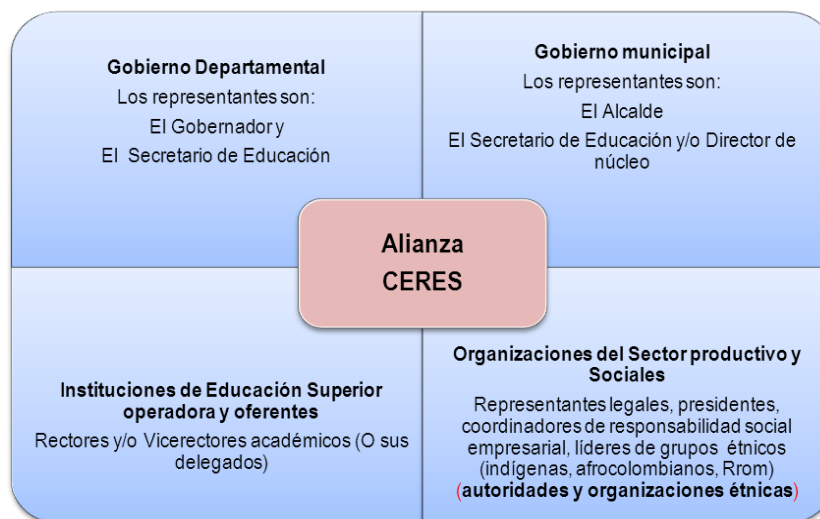 Gobierno Departamental
Los representantes son:
El Gobernador y
El Secretario de Educación
Gobierno municipal
Los representantes son:
El Alcalde
El Secretario de Educación y/o Director de
núcleo
Alianza
CERES
Instituciones de Educación Superior
operadora y oferentes
Rectores y/o Vicerectores académicos (O sus
delegados)
Organizaciones del Sector productivo y
Sociales
Representantes legales, presidentes,
coordinadores de responsabilidad social
empresarial, líderes de grupos étnicos
(indígenas, afrocolombianos, Rrom)
(autoridades y organizaciones étnicas)